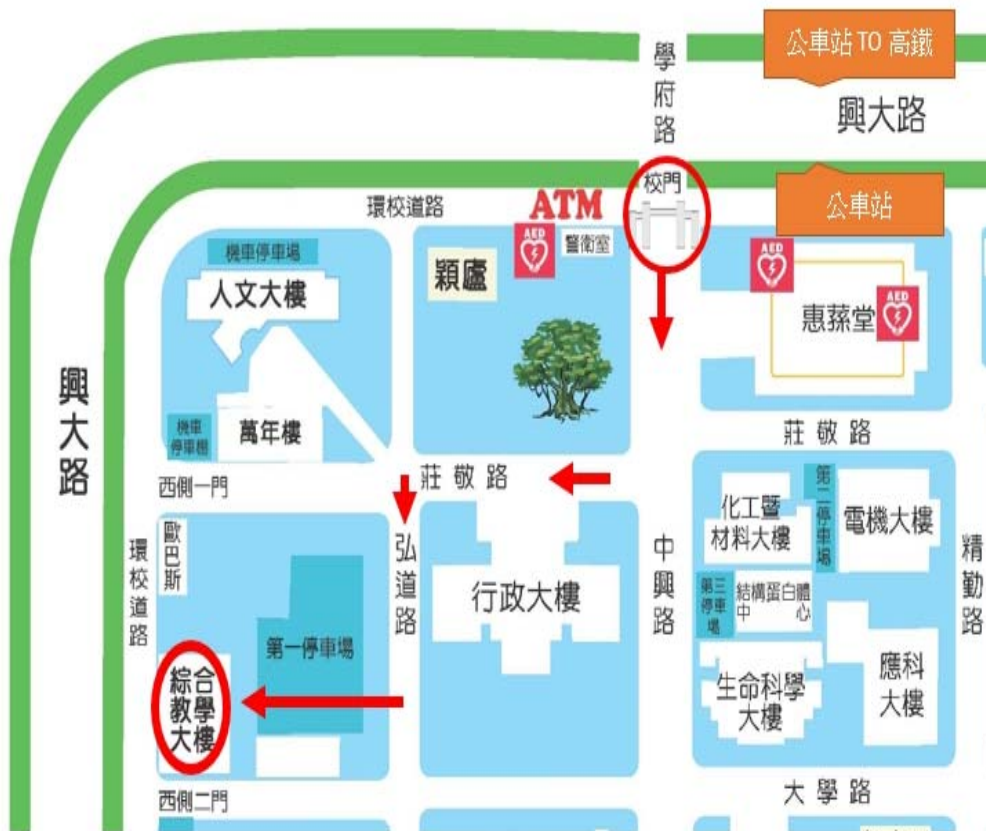 公車站 TO 高鐵
學府路
興大路
校門
公車站
環校道路
ATM
AED
警衛室
穎廬
機車停車場
人文大樓
AED
AED
惠蓀堂
興大路
機車
停車棚
萬年樓
莊敬路
莊敬路
西側一門
歐巴斯
環校道路
弘道路
行政大樓
中興路
化工暨
材料大樓
第二停車場
電機大樓
精勤路
第三
停車場
結構蛋白體
中心
第一停車場
綜合
教學
大樓
生命科學
大樓
應科
大樓
西側二門
大學路